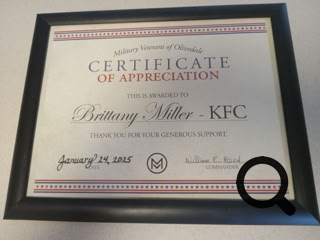 Military Veterans of Olivedale
CERTIFICATE
OF APPRECIATION
THIS IS AWARDED TO
Brittany Miller - KFC
THANK YOU FOR YOUR GENEROUS SUPPORT.
January 24, 2025
DATE
COMMANDER